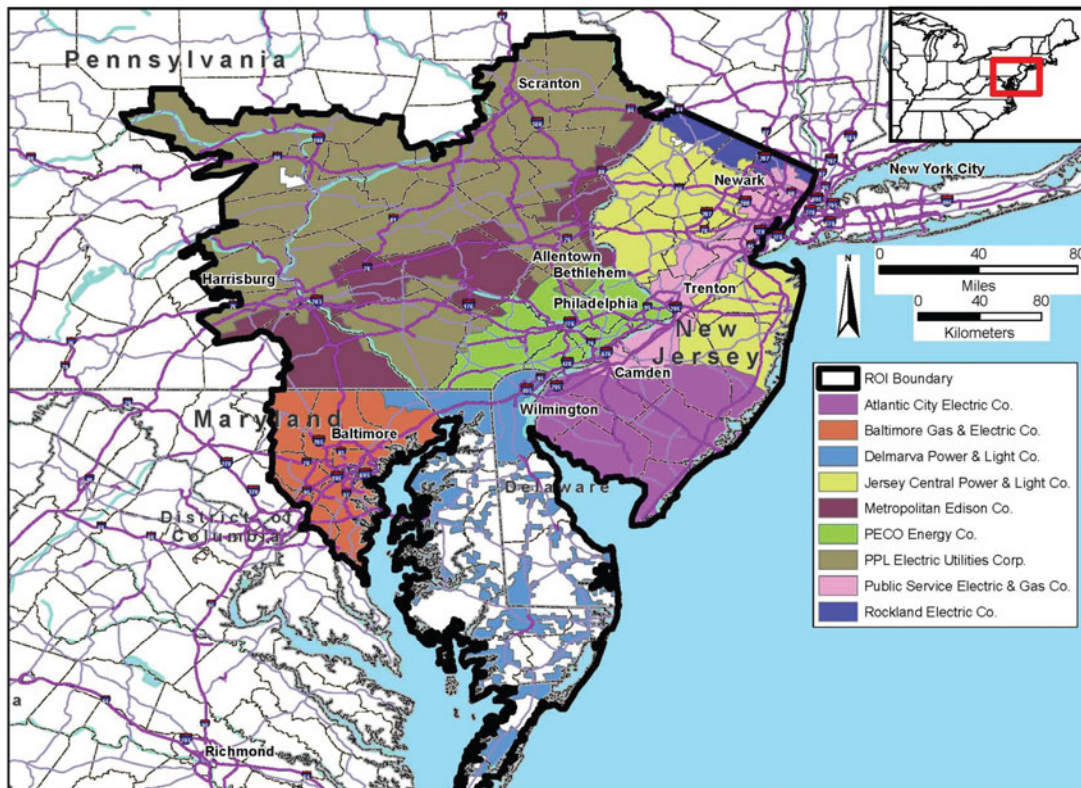 Pennsylvania
Scranton
New York City
Newark
Allentown
Bethlehem
Harrisburg
Philadelphia
Trenton
New
Jersey
Camden
Wilmington
Maryland
Baltimore
Delaware
District of
Columbia
Richmond
a
N
0 40 80
Miles
0 40 80
Kilometers
ROI Boundary
Atlantic City Electric Co.
Baltimore Gas & Electric Co.
Delmarva Power & Light Co.
Jersey Central Power & Light Co.
Metropolitan Edison Co.
PECO Energy Co.
PPL Electric Utilities Corp.
Public Service Electric & Gas Co.
Rockland Electric Co.